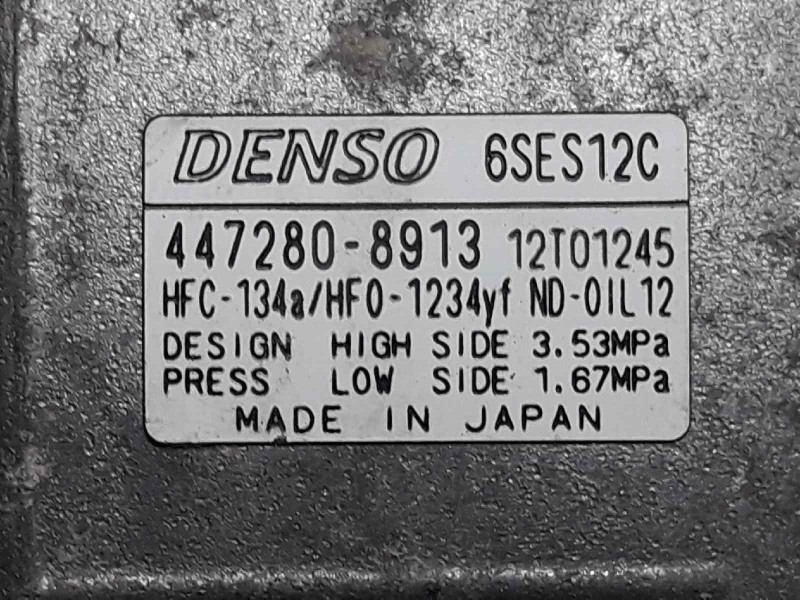 DENSO 6SES12C
447280-8913 12T01245
HFC-134a/HFO-1234yf ND-OIL12
DESIGN HIGH SIDE 3.53MPa
PRESS LOW SIDE 1.67MPa
MADE IN JAPAN